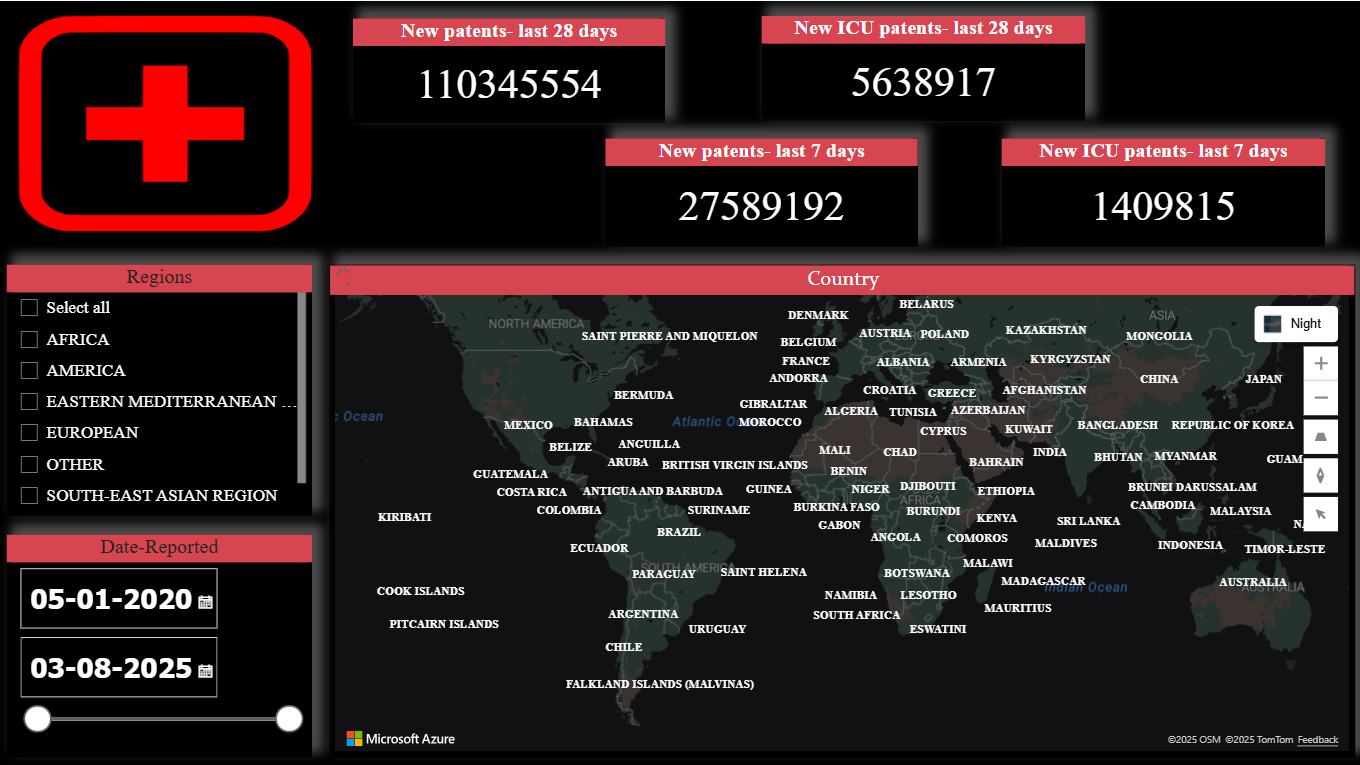 New patents- last 28 days
110345554
New ICU patents- last 28 days
5638917
New patents- last 7 days
27589192
New ICU patents- last 7 days
1409815
Regions
Select all
AFRICA
AMERICA
EASTERN MEDITERRANEAN ...
EUROPEAN
OTHER
SOUTH-EAST ASIAN REGION
Date-Reported
05-01-2020
03-08-2025
Country
BELARUS
DENMARK
ASIA
Night
NORTH AMERICA
SAINT PIERRE AND MIQUELON
AUSTRIA
POLAND
KAZAKHSTAN
MONGOLIA
BELGIUM
FRANCE
ALBANIA
ARMENIA
KYRGYZSTAN
ANDORRA
CHINA
JAPAN
BERMUDA
CROATIA
GREECE
AFGHANISTAN
GIBRALTAR
ALGERIA
TUNISIA
AZERBAIJAN
c Ocean
MEXICO
BAHAMAS
Atlantic Oc
MOROCCO
CYPRUS
KUWAIT
BANGLADESH
REPUBLIC OF KOREA
BELIZE
ANGUILLA
MALI
CHAD
INDIA
BHUTAN
MYANMAR
GUAM
ARUBA
BRITISH VIRGIN ISLANDS
BENIN
BAHRAIN
GUATEMALA
COSTA RICA
ANTIGUA AND BARBUDA
GUINEA
NIGER
DJIBOUTI
ETHIOPIA
BRUNEI DARUSSALAM
AFRICA
COLOMBIA
SURINAME
BURKINA FASO
BURUNDI
CAMBODIA
MALAYSIA
KIRIBATI
GABON
KENYA
SRI LANKA
NA
BRAZIL
ANGOLA
COMOROS
MALDIVES
ECUADOR
INDONESIA
TIMOR-LESTE
SOUTH AMERICA
PARAGUAY
SAINT HELENA
BOTSWANA
MALAWI
MADAGASCAR
Indian Ocean
AUSTRALIA
AUSTRALIA
COOK ISLANDS
NAMIBIA
LESOTHO
MAURITIUS
ARGENTINA
SOUTH AFRICA
PITCAIRN ISLANDS
URUGUAY
ESWATINI
CHILE
FALKLAND ISLANDS (MALVINAS)
Microsoft Azure
©2025 OSM ©2025 TomTom Feedback